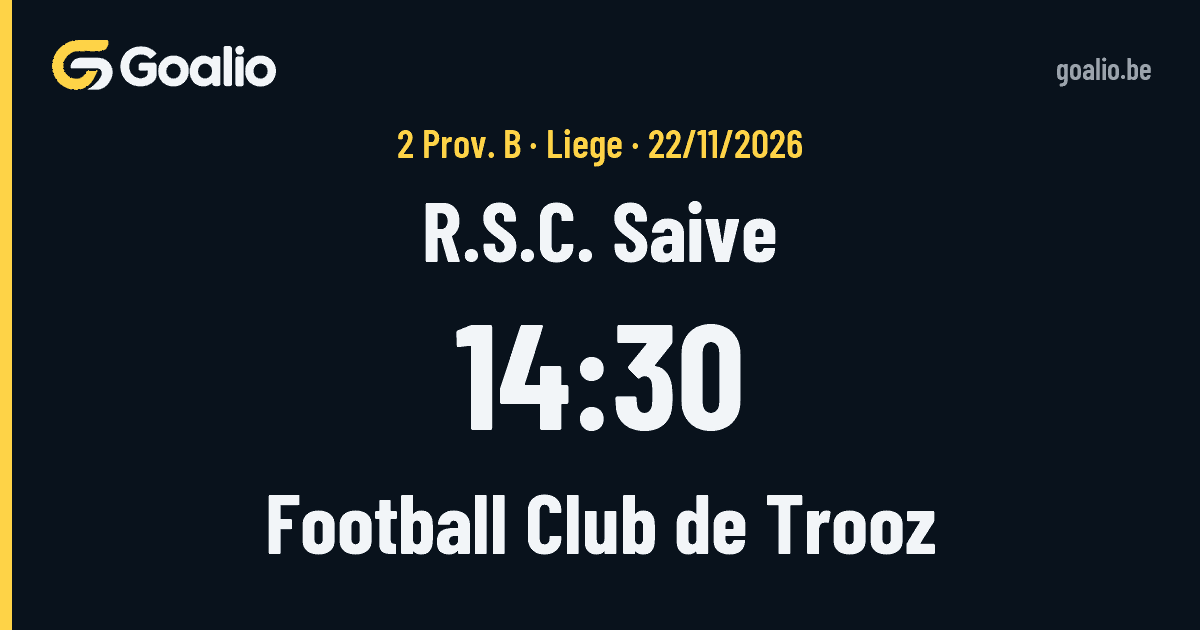 Goalio
goalio.be
2 Prov. B · Liege · 22/11/2026
R.S.C. Saive
14:30
Football Club de Trooz